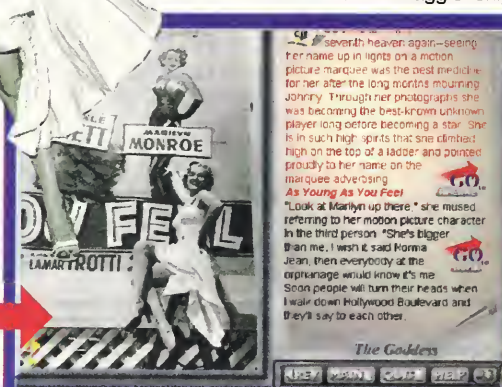 MARILYN
MONROE
FEEL
LAMAR TROTTI
seventh heaven again—seeing
her name up in lights on a motion
picture marquee was the best medicine
for her after the long months mourning
Johnny. Through her photographs she
was becoming the best-known unknown
player long before becoming a star. She
is in such high spirits that she climbed
high on the top of a ladder and pointed
proudly to her name on the
marquee advertising
As Young As You Feel
GO
"Look at Marilyn up there," she mused
referring to her motion picture character
in the third person. "She's bigger
than me, I wish it said Norma
Jean, then everybody at the
orphanage would know it's me.
Soon people will turn their heads when
I walk down Hollywood Boulevard and
they'll say to each other,
GO
The Goddess
PREV MAIN QUIT HELP